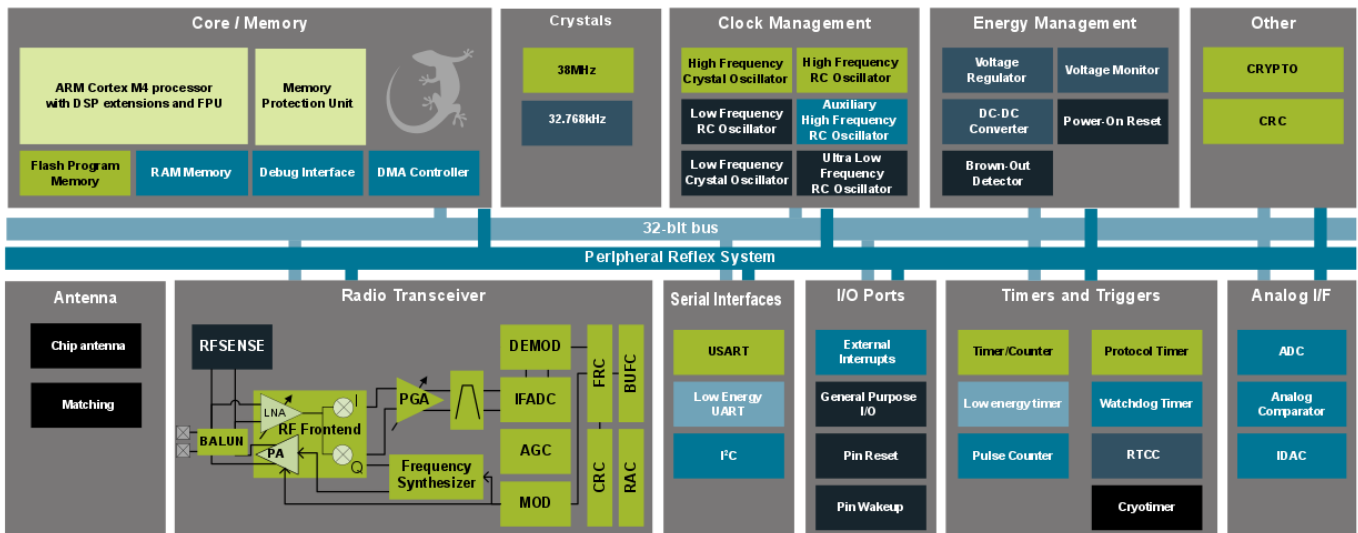 Core / Memory
ARM Cortex M4 processor
with DSP extensions and FPU
Memory
Protection Unit
Flash Program
Memory
RAM Memory
Debug Interface
DMA Controller
Crystals
38MHz
32.768kHz
Clock Management
High Frequency
Crystal Oscillator
High Frequency
RC Oscillator
Low Frequency
RC Oscillator
Auxiliary
High Frequency
RC Oscillator
Low Frequency
Crystal Oscillator
Ultra Low
Frequency
RC Oscillator
Energy Management
Voltage
Regulator
Voltage Monitor
DC-DC
Converter
Power-On Reset
Brown-Out
Detector
Other
CRYPTO
CRC
32-bit bus
Peripheral Reflex System
Antenna
Chip antenna
Matching
Radio Transceiver
RFSENSE
LNA
I
RF Frontend
PA
Q
BALUN
PGA
Frequency
Synthesizer
DEMOD
IFADC
AGC
MOD
FRC
BUFC
CRC
RAC
Serial Interfaces
USART
Low Energy
UART
I²C
I/O Ports
External
Interrupts
General Purpose
I/O
Pin Reset
Pin Wakeup
Timers and Triggers
Timer/Counter
Protocol Timer
Low energy timer
Watchdog Timer
Pulse Counter
RTCC
Cryotimer
Analog I/F
ADC
Analog
Comparator
IDAC